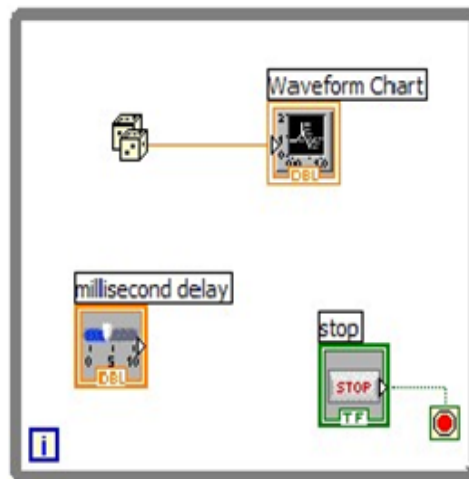 Waveform Chart
DBL
millisecond delay
0 5 10
DBL
stop
STOP
TF
i